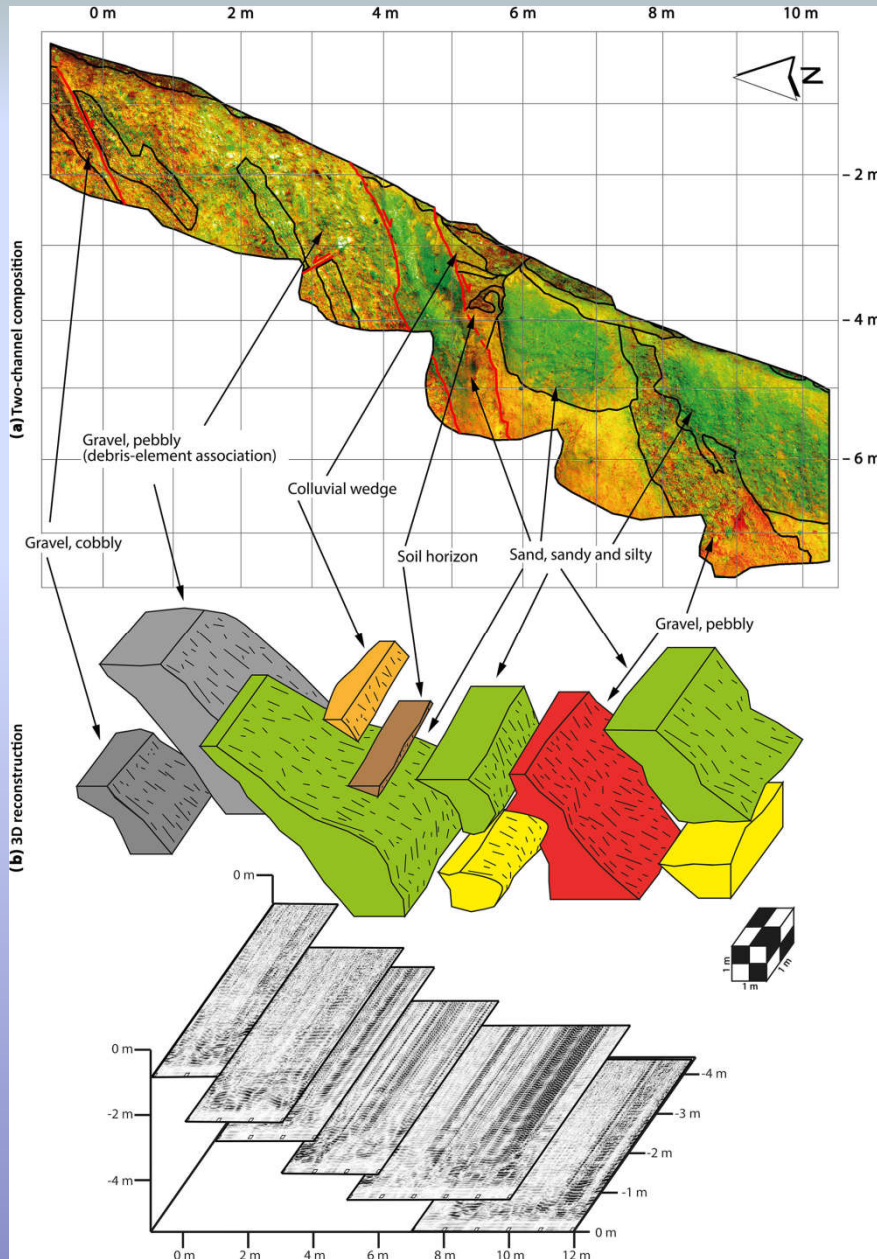 0 m 2 m 4 m 6 m 8 m 10 m
N
- 2 m
- 4 m
- 6 m
(a) Two-channel composition
Gravel, pebbly
(debris-element association)
Colluvial wedge
Gravel, cobbly
Soil horizon
Sand, sandy and silty
Gravel, pebbly
(b) 3D reconstruction
0 m
1 m
1 m
1 m
0 m
-2 m
-4 m
-4 m
-3 m
-2 m
-1 m
0 m
0 m 2 m 4 m 6 m 8 m 10 m 12 m